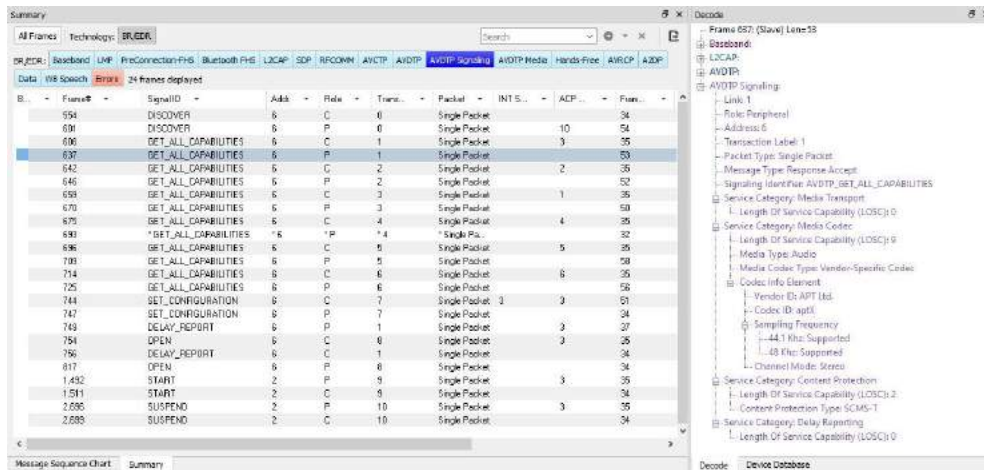 Summary
All Frames Technology: BR/EDR Search
BR/EDR: Baseband LMP PreConnection-FHS Bluetooth FHS L2CAP SDP RFCOMM AVCTP AVDTP AVDTP Signaling AVDTP Media Hands-Free AVRCP A2DP
Data WB Speech Errors 24 frames displayed
B... Frame# SignalID Addr. Role Trans... Packet INT S... ACP ... Fram...
554 DISCOVER 6 C 0 Single Packet 34
601 DISCOVER 6 P 0 Single Packet 10 54
606 GET_ALL_CAPABILITIES 6 C 1 Single Packet 3 35
637 GET_ALL_CAPABILITIES 6 P 1 Single Packet 53
642 GET_ALL_CAPABILITIES 6 C 2 Single Packet 2 35
646 GET_ALL_CAPABILITIES 6 P 2 Single Packet 52
659 GET_ALL_CAPABILITIES 6 C 3 Single Packet 1 35
670 GET_ALL_CAPABILITIES 6 P 3 Single Packet 50
675 GET_ALL_CAPABILITIES 6 C 4 Single Packet 4 35
693 * GET_ALL_CAPABILITIES * 6 * P * 4 * Single Pa... 32
696 GET_ALL_CAPABILITIES 6 C 5 Single Packet 5 35
709 GET_ALL_CAPABILITIES 6 P 5 Single Packet 58
714 GET_ALL_CAPABILITIES 6 C 6 Single Packet 6 35
725 GET_ALL_CAPABILITIES 6 P 6 Single Packet 56
744 SET_CONFIGURATION 6 C 7 Single Packet 3 3 51
747 SET_CONFIGURATION 6 P 7 Single Packet 34
749 DELAY_REPORT 6 P 1 Single Packet 3 37
754 OPEN 6 C 8 Single Packet 3 35
756 DELAY_REPORT 6 C 1 Single Packet 34
817 OPEN 6 P 8 Single Packet 34
1,492 START 2 P 9 Single Packet 3 35
1,511 START 2 C 9 Single Packet 34
SUSPEND 2 P 10 Single Packet 3 35
2,689 SUSPEND 2 C 10 Single Packet 34
Message Sequence Chart Summary
Decode
Frame 637: (Slave) Len=53
Baseband:
L2CAP:
AVDTP:
AVDTP Signaling:
Link: 1
Role: Peripheral
Address: 6
Transaction Label: 1
Packet Type: Single Packet
Message Type: Response Accept
Signaling Identifier: AVDTP_GET_ALL_CAPABILITIES
Service Category: Media Transport
Length Of Service Capability (LOSC): 0
Service Category: Media Codec
Length Of Service Capability (LOSC): 9
Media Type: Audio
Media Codec Type: Vendor-Specific Codec
Codec Info Element
Vendor ID: APT Ltd.
Codec ID: aptX
Sampling Frequency
44.1 Khz: Supported
48 Khz: Supported
Channel Mode: Stereo
Service Category: Content Protection
Length Of Service Capability (LOSC): 2
Content Protection Type: SCMS-T
Service Category: Delay Reporting
Length Of Service Capability (LOSC): 0
Decode Device Database